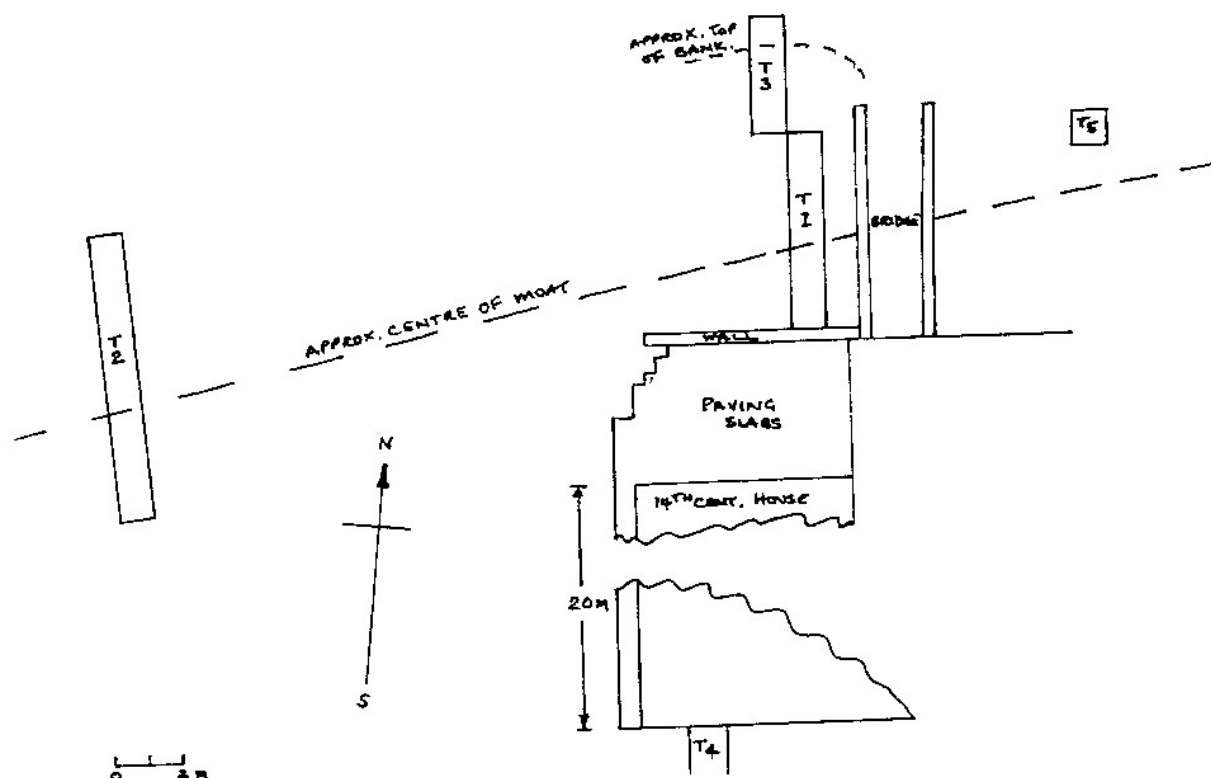 APPROX. TOP
OF BANK.
T
3
T5
T
1
BRIDGE
APPROX. CENTRE OF MOAT
T
2
WALL
PAVING
SLABS
N
14TH CENT. HOUSE
20M
S
T4
0